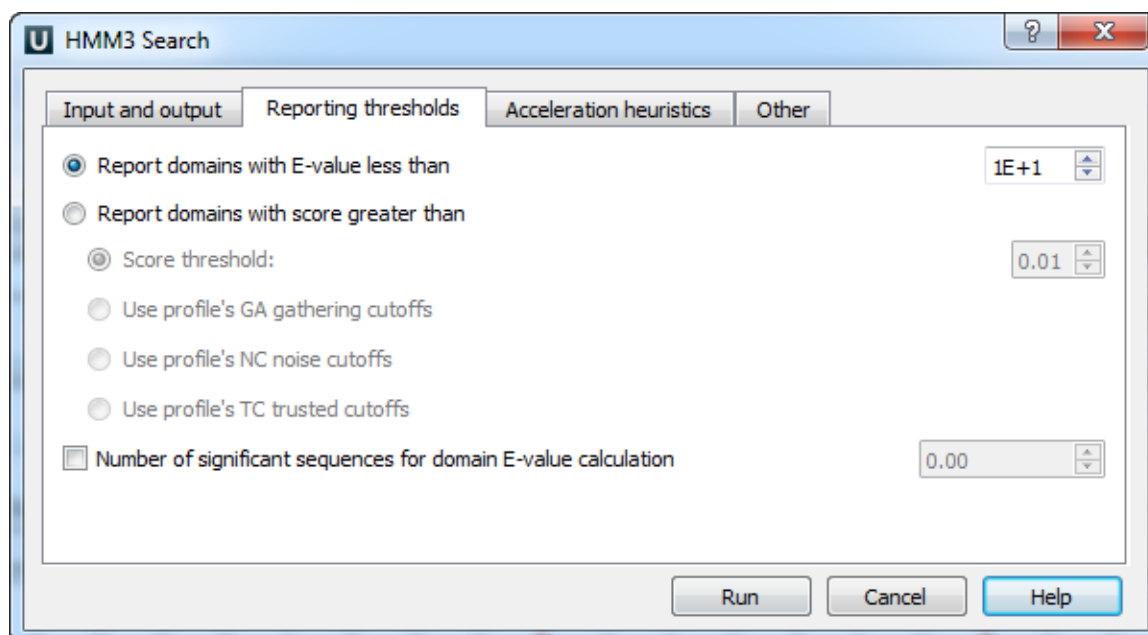 U HMM3 Search ? X
Input and output Reporting thresholds Acceleration heuristics Other
Report domains with E-value less than 1E+1
Report domains with score greater than
Score threshold: 0.01
Use profile's GA gathering cutoffs
Use profile's NC noise cutoffs
Use profile's TC trusted cutoffs
Number of significant sequences for domain E-value calculation 0.00
Run Cancel Help